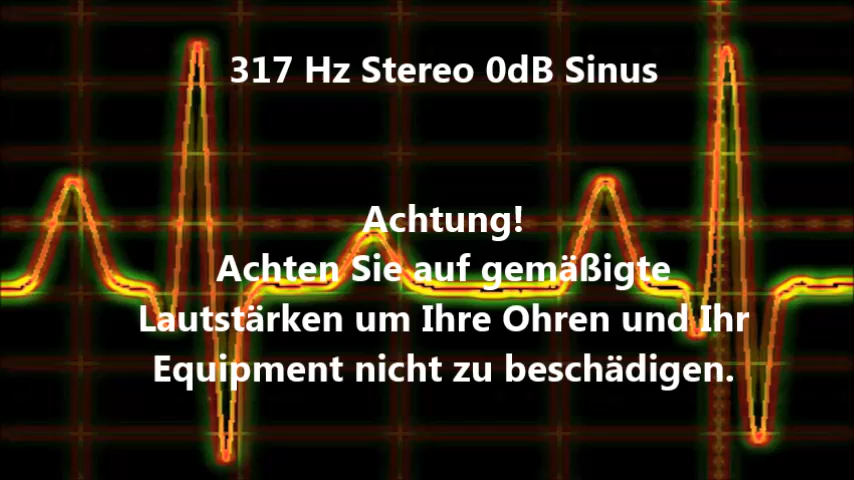 317 Hz Stereo 0dB Sinus
Achtung!
Achten Sie auf gemäßigte
Lautstärken um Ihre Ohren und Ihr
Equipment nicht zu beschädigen.